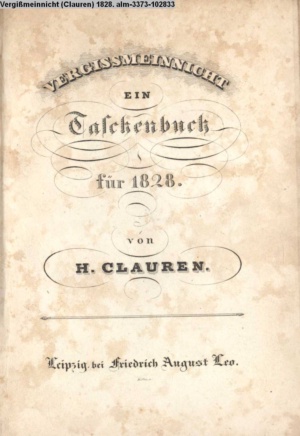 Vergißmeinnicht (Clauren) 1828. alm-3373-102833
VERGISSMEINNICHT
EIN
Taschenbuch
für 1828.
VON
H. CLAUREN.
Leipzig, bei Friedrich August Leo.